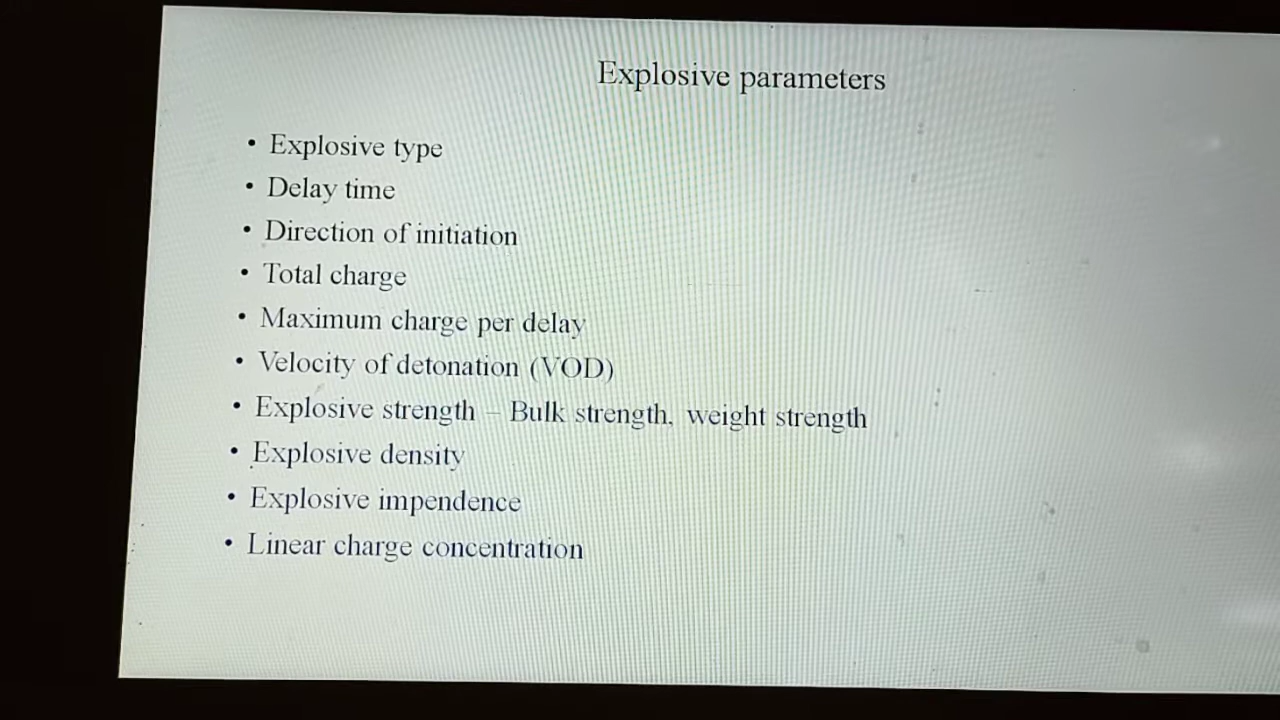 Explosive parameters
• Explosive type
• Delay time
• Direction of initiation
• Total charge
• Maximum charge per delay
• Velocity of detonation (VOD)
• Explosive strength – Bulk strength, weight strength
• Explosive density
• Explosive impendence
• Linear charge concentration